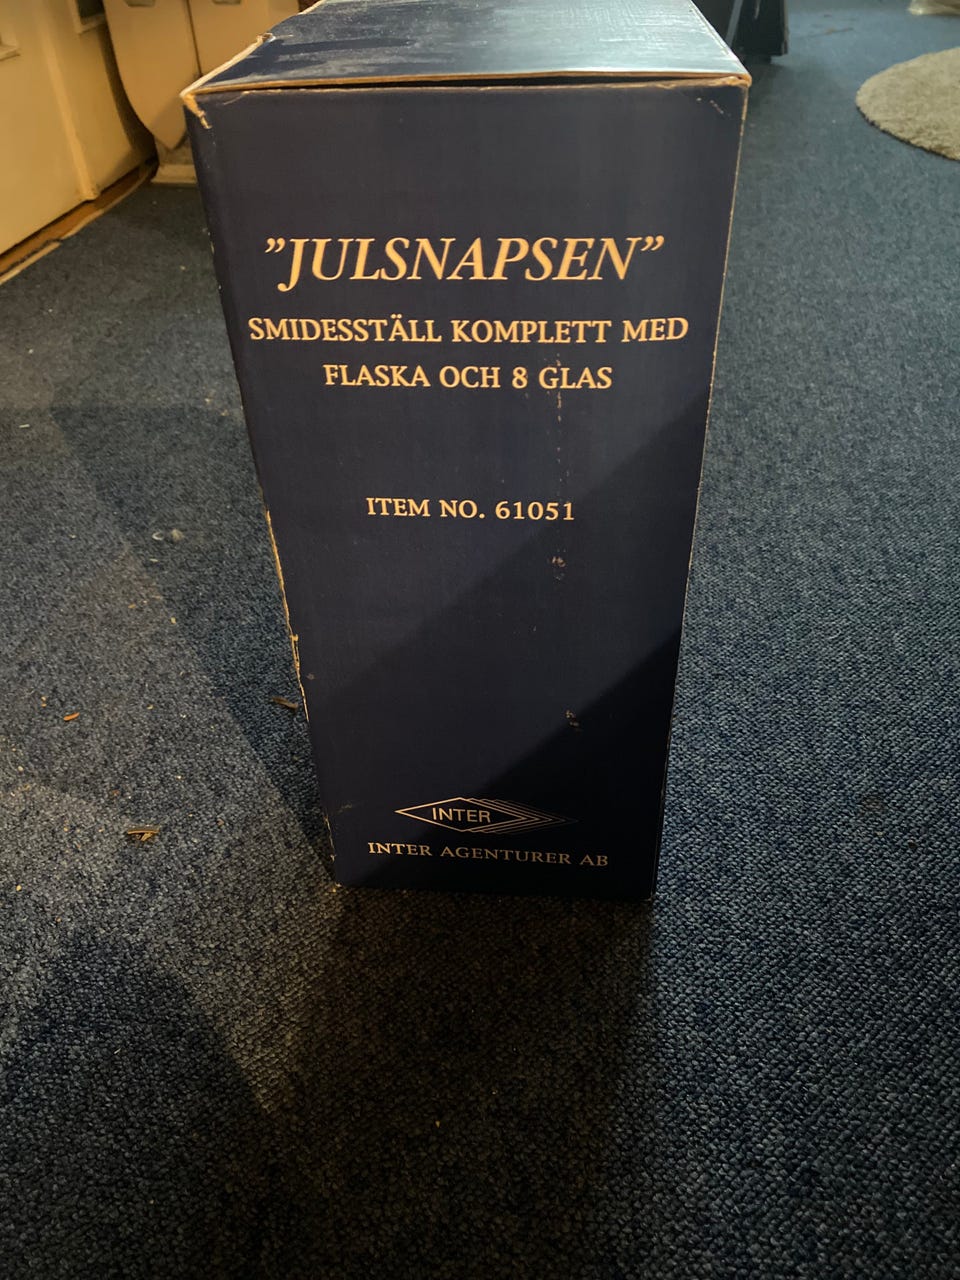 ”JULSNAPSEN”
SMIDESSTÄLL KOMPLETT MED
FLASKA OCH 8 GLAS
ITEM NO. 61051
INTER
INTER AGENTURER AB